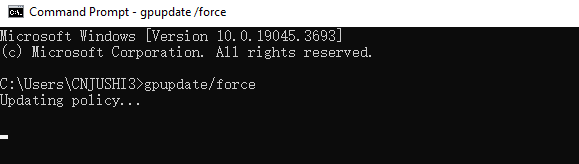 Command Prompt - gpupdate /force
Microsoft Windows [Version 10.0.19045.3693]
(c) Microsoft Corporation. All rights reserved.
C:\Users\CNJUSHI3>gpupdate/force
Updating policy...